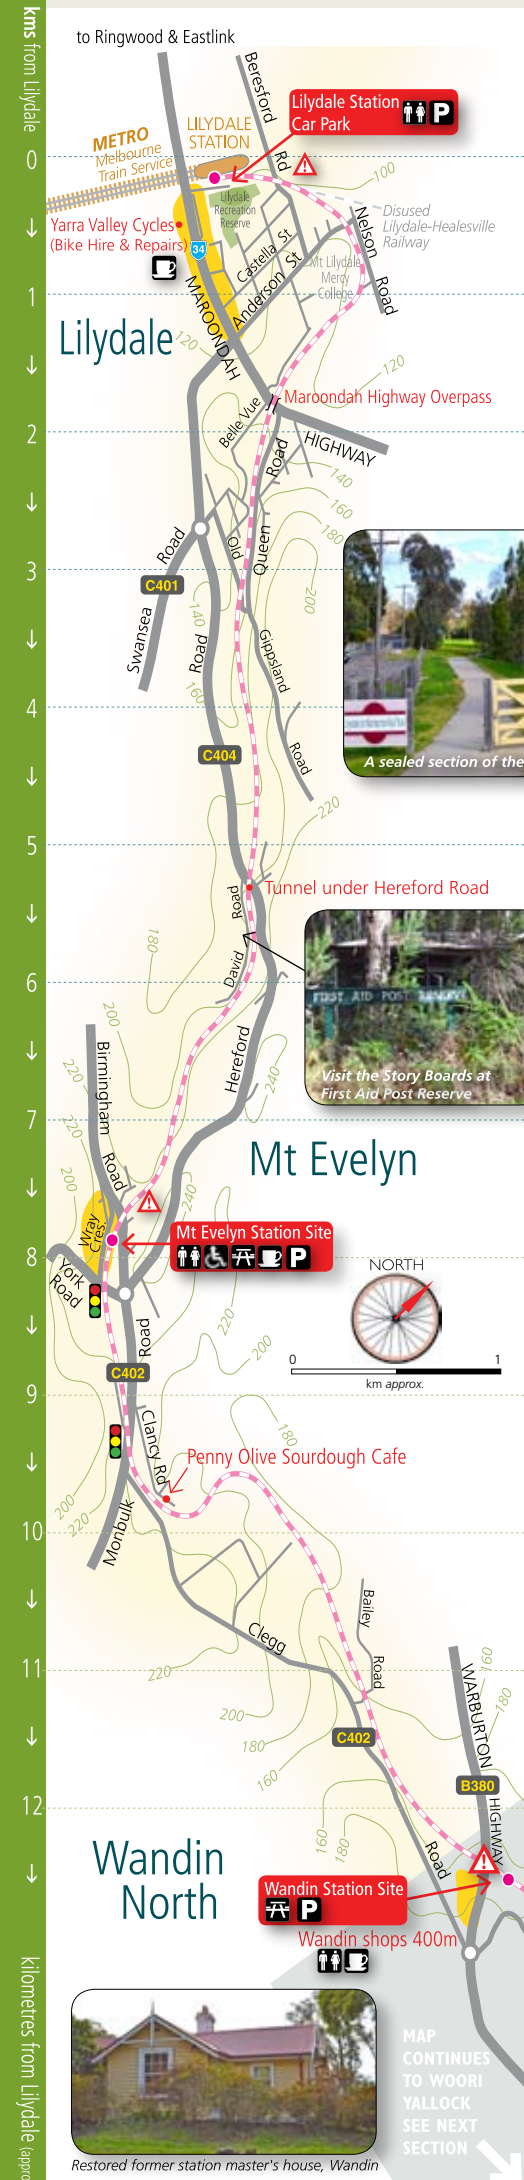 kms from Lilydale
to Ringwood & Eastlink
Beresford
Rd
Lilydale Station
Car Park
P
LILYDALE
STATION
METRO
Melbourne
Train Service
0
100
Lilydale
Recreation
Reserve
Disused
Lilydale-Healesville
Railway
Nelson
Road
Yarra Valley Cycles
(Bike Hire & Repairs)
34
Castella St
Anderson St
Mt Lilydale
Mercy
College
1
MAROONDAH
Lilydale
120
120
Maroondah Highway Overpass
Belle Vue
HIGHWAY
2
Road
140
160
180
Old
Queen
Road
3
C401
200
140
Swansea
Road
Gippsland
160
4
C404
Road
A sealed section of the
220
5
Tunnel under Hereford Road
Road
180
David
FIRST AID POST RESERVE
6
200
Birmingham
220
Hereford
240
Visit the Story Boards at
First Aid Post Reserve
7
220
Mt Evelyn
Road
200
240
Wray
Cres.
Mt Evelyn Station Site
P
8
York
Road
NORTH
220
Road
200
0
1
km approx.
C402
9
Clancy Rd
180
Penny Olive Sourdough Cafe
200
220
10
Monbulk
Bailey
Road
Clegg
11
220
160
WARBURTON
180
200
C402
180
160
B380
HIGHWAY
12
160
180
Road
Wandin
North
Wandin Station Site
P
Wandin shops 400m
kilometres from Lilydale (appro
MAP
CONTINUES
TO WOORI
YALLOCK
SEE NEXT
SECTION
Restored former station master's house, Wandin